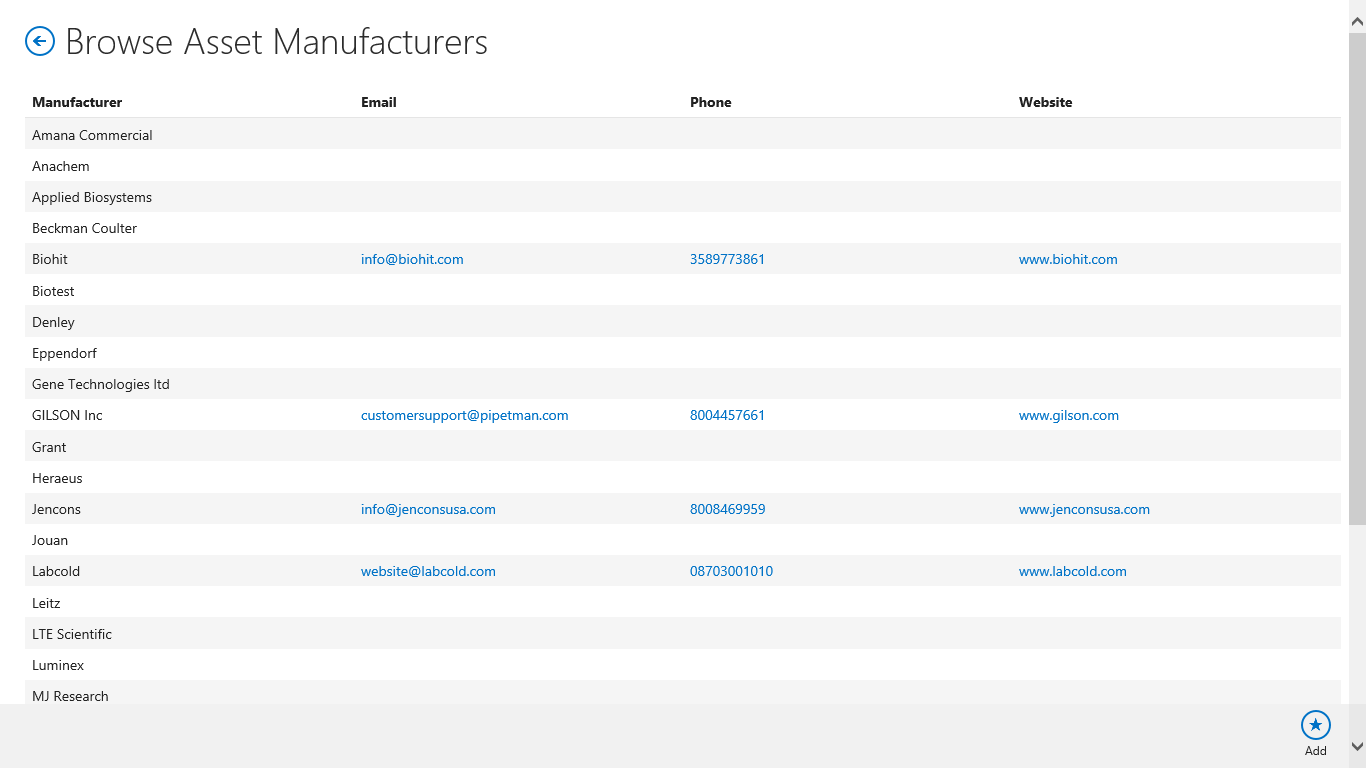 Browse Asset Manufacturers
Manufacturer Email Phone Website
Amana Commercial
Anachem
Applied Biosystems
Beckman Coulter
Biohit info@biohit.com 3589773861 www.biohit.com
Biotest
Denley
Eppendorf
Gene Technologies ltd
GILSON Inc customersupport@pipetman.com 8004457661 www.gilson.com
Grant
Heraeus
Jencons info@jenconsusa.com 8008469959 www.jenconsusa.com
Jouan
Labcold website@labcold.com 08703001010 www.labcold.com
Leitz
LTE Scientific
Luminex
MJ Research
Add